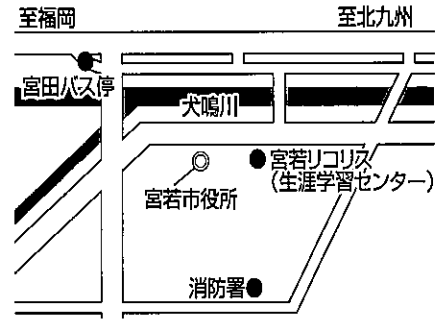 至福岡
至北九州
宮田バス停
犬鳴川
宮若リコリス
(生涯学習センター)
宮若市役所
消防署